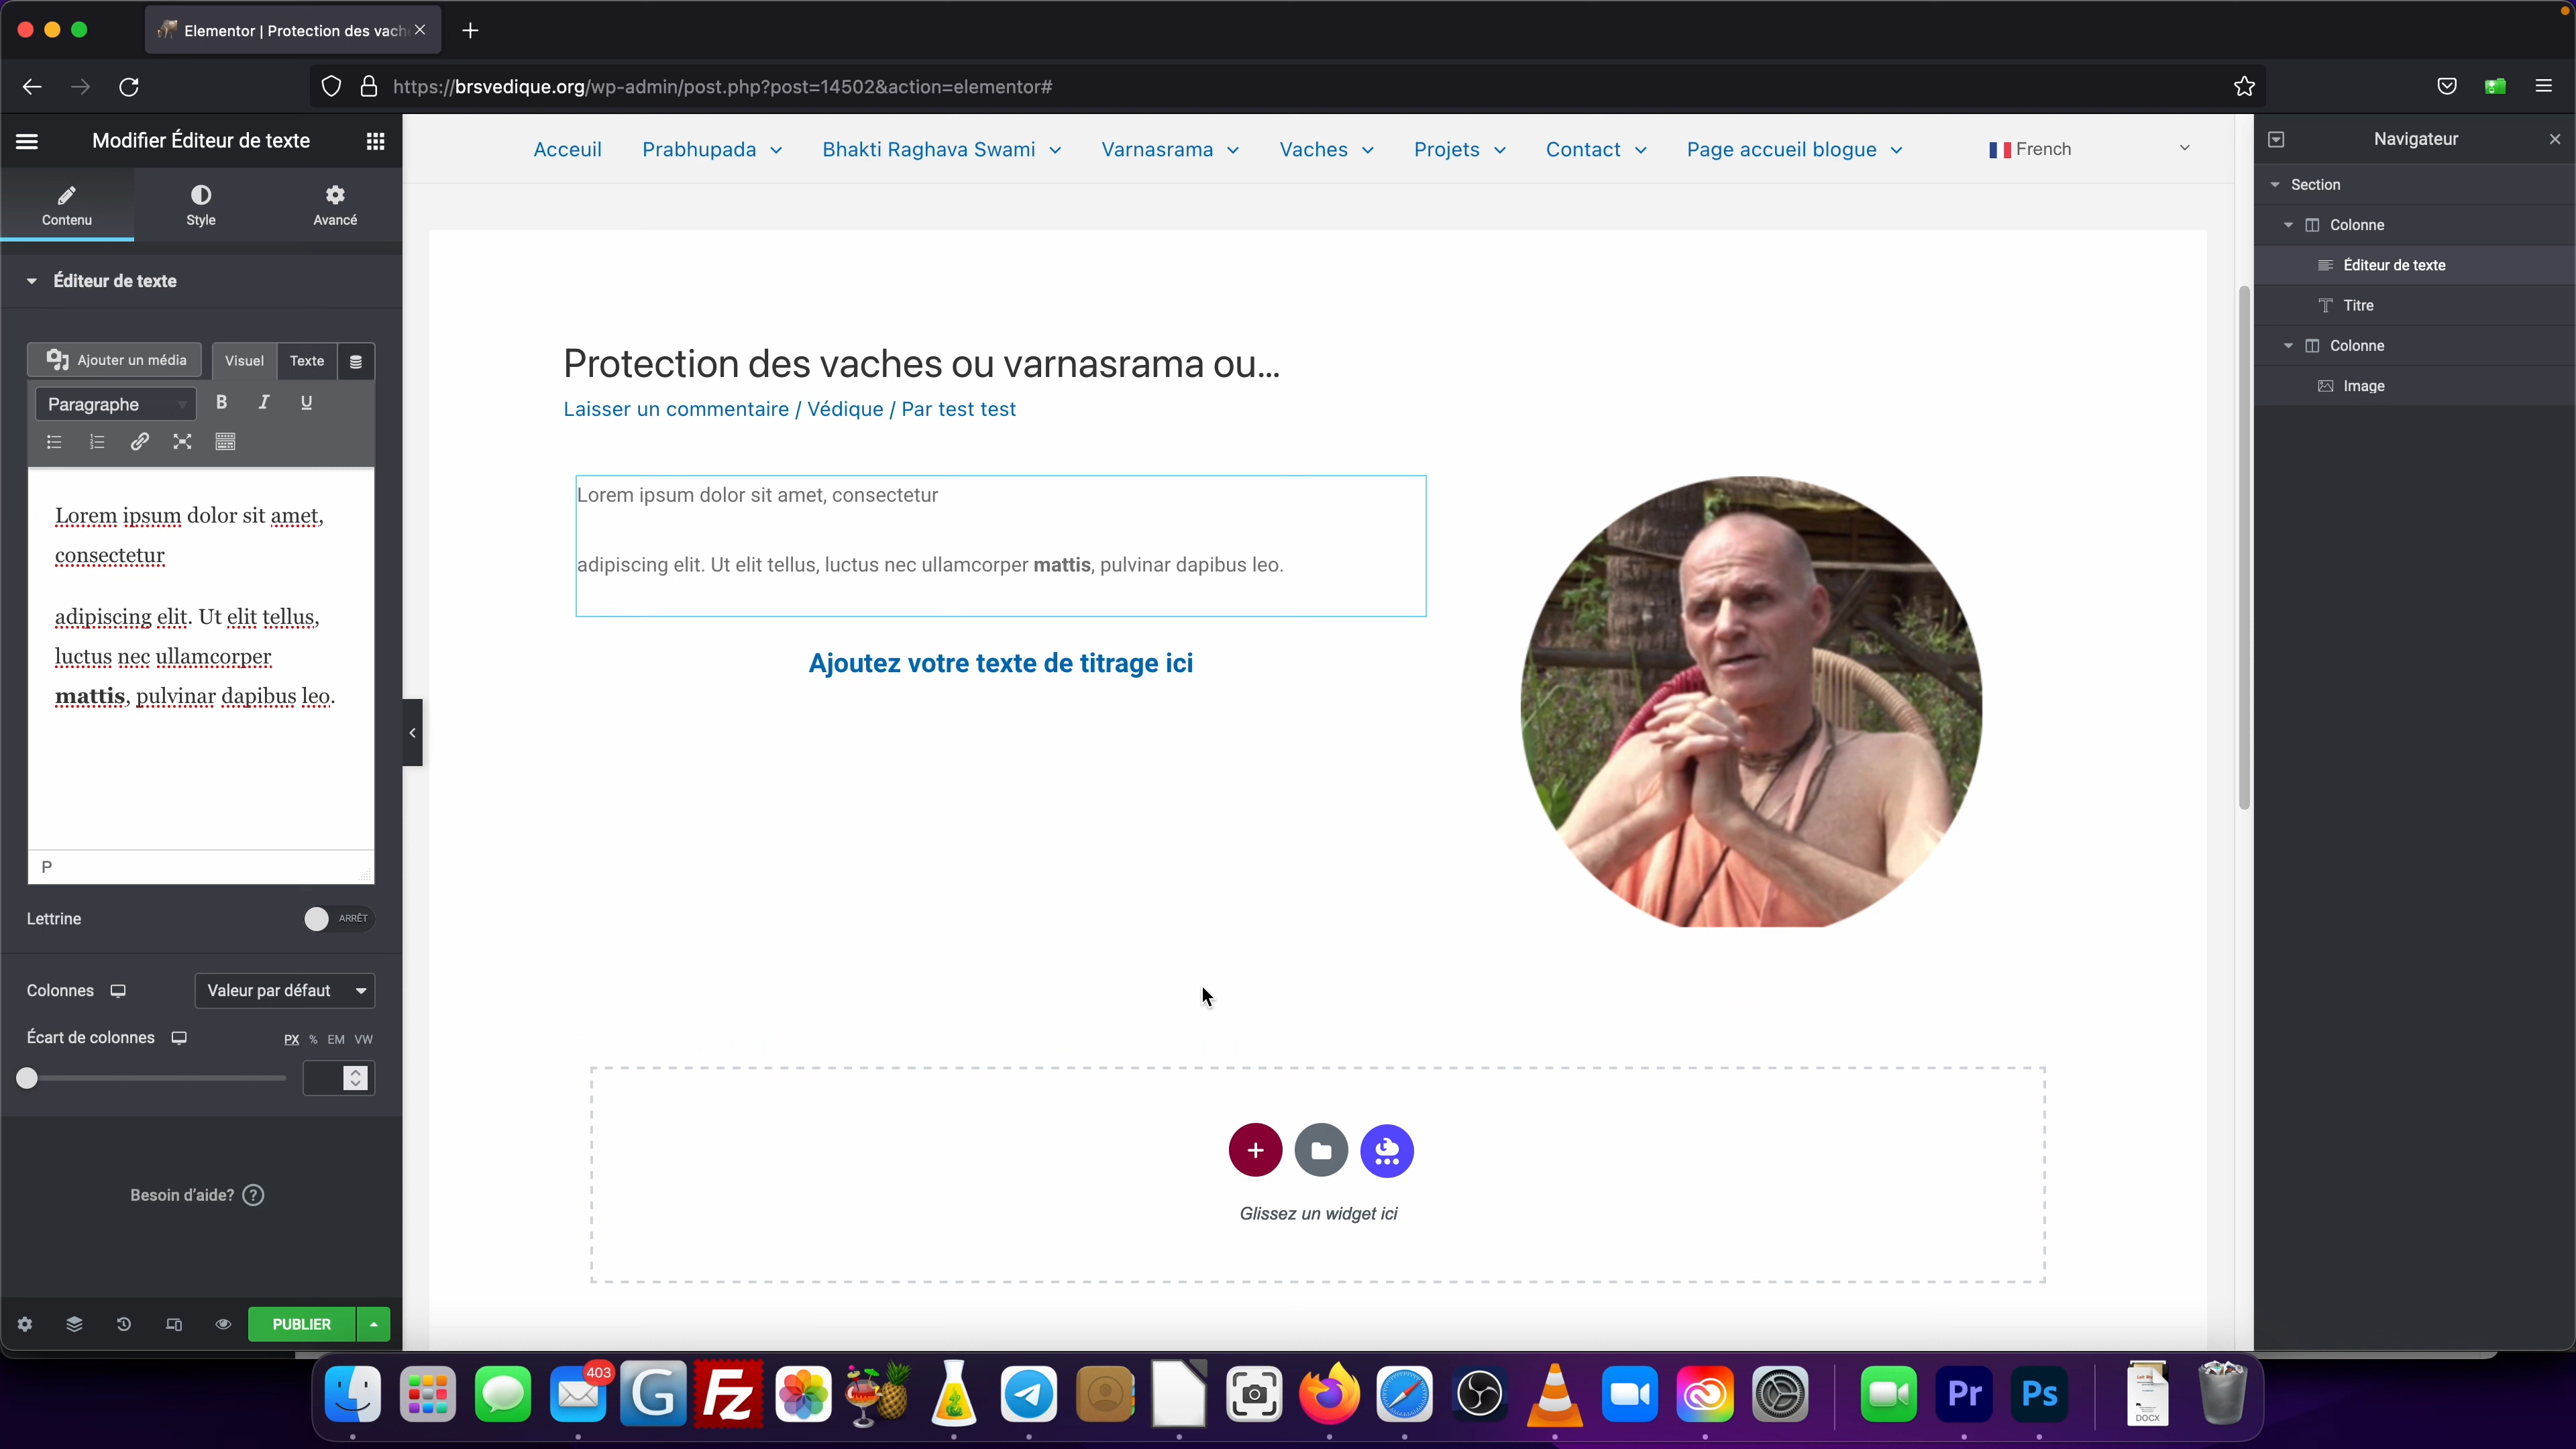 Elementor | Protection des vach
https://brsvedique.org/wp-admin/post.php?post=14502&action=elementor#
Modifier Éditeur de texte
Contenu
Style
Avancé
Éditeur de texte
Ajouter un média
Visuel
Texte
Paragraphe
B I U
Lorem ipsum dolor sit amet,
consectetur
adipiscing elit. Ut elit tellus,
luctus nec ullamcorper
mattis, pulvinar dapibus leo.
P
Lettrine
ARRÊT
Colonnes
Valeur par défaut
Écart de colonnes
PX % EM VW
Besoin d'aide? ?
PUBLIER
Acceuil
Prabhupada
Bhakti Raghava Swami
Varnasrama
Vaches
Projets
Contact
Page accueil blogue
French
Protection des vaches ou varnasrama ou...
Laisser un commentaire / Védique / Par test test
Lorem ipsum dolor sit amet, consectetur
adipiscing elit. Ut elit tellus, luctus nec ullamcorper mattis, pulvinar dapibus leo.
Ajoutez votre texte de titrage ici
Glissez un widget ici
Navigateur
Section
Colonne
Éditeur de texte
Titre
Colonne
Image
403
G
Fz
Pr
Ps
DOCX